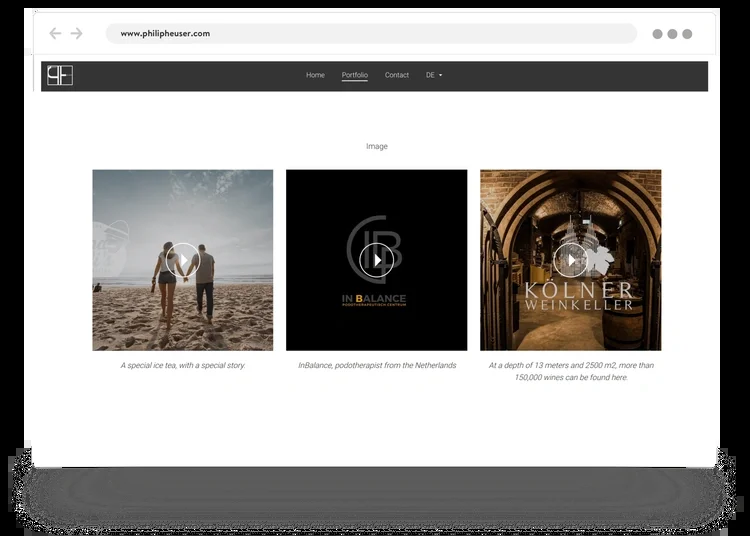 www.philipheuser.com
Home Portfolio Contact DE
Image
IB
IN BALANCE
PODOTHERAPEUTISCH CENTRUM
KÖLNER
WEINKELLER
A special ice tea, with a special story.
InBalance, podotherapist from the Netherlands
At a depth of 13 meters and 2500 m2, more than
150,000 wines can be found here.